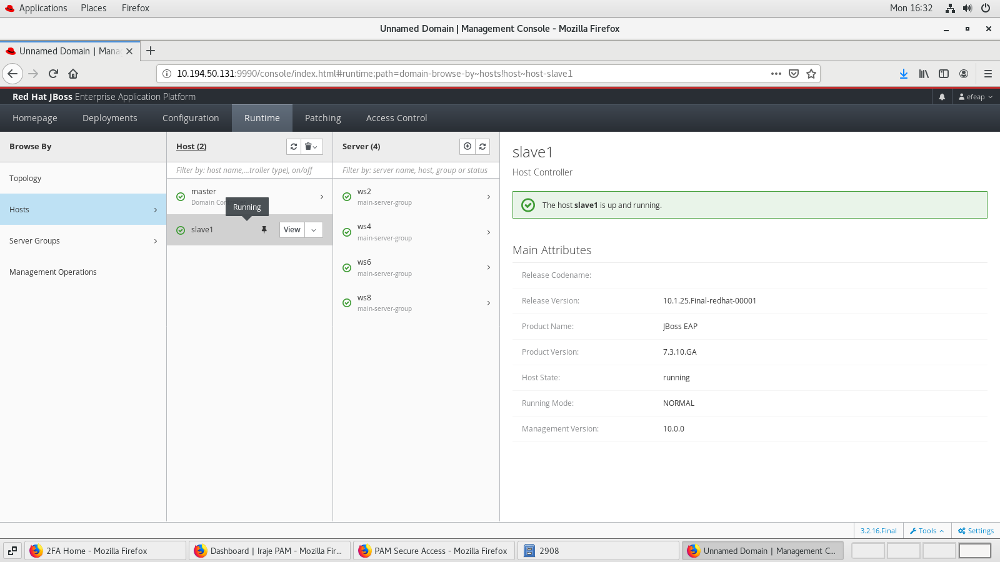 Applications Places Firefox Mon 16:32
Unnamed Domain | Management Console - Mozilla Firefox
Unnamed Domain | Mana
10.194.50.131:9990/console/index.html#runtime;path=domain-browse-by~hosts!host~host-slave1
Red Hat JBoss Enterprise Application Platform efeap
Homepage Deployments Configuration Runtime Patching Access Control
Browse By
Topology
Hosts
Server Groups
Management Operations
Host (2)
Filter by: host name,...troller type), on/off
master
Domain Con
Running
slave1 View
Server (4)
Filter by: server name, host, group or status
ws2
main-server-group
ws4
main-server-group
ws6
main-server-group
ws8
main-server-group
slave1
Host Controller
The host slave1 is up and running.
Main Attributes
Release Codename:
Release Version: 10.1.25.Final-redhat-00001
Product Name: JBoss EAP
Product Version: 7.3.10.GA
Host State: running
Running Mode: NORMAL
Management Version: 10.0.0
3.2.16.Final Tools Settings
2FA Home - Mozilla Firefox Dashboard | Iraje PAM - Mozilla Fir... PAM Secure Access - Mozilla Firefox 2908 Unnamed Domain | Management C...